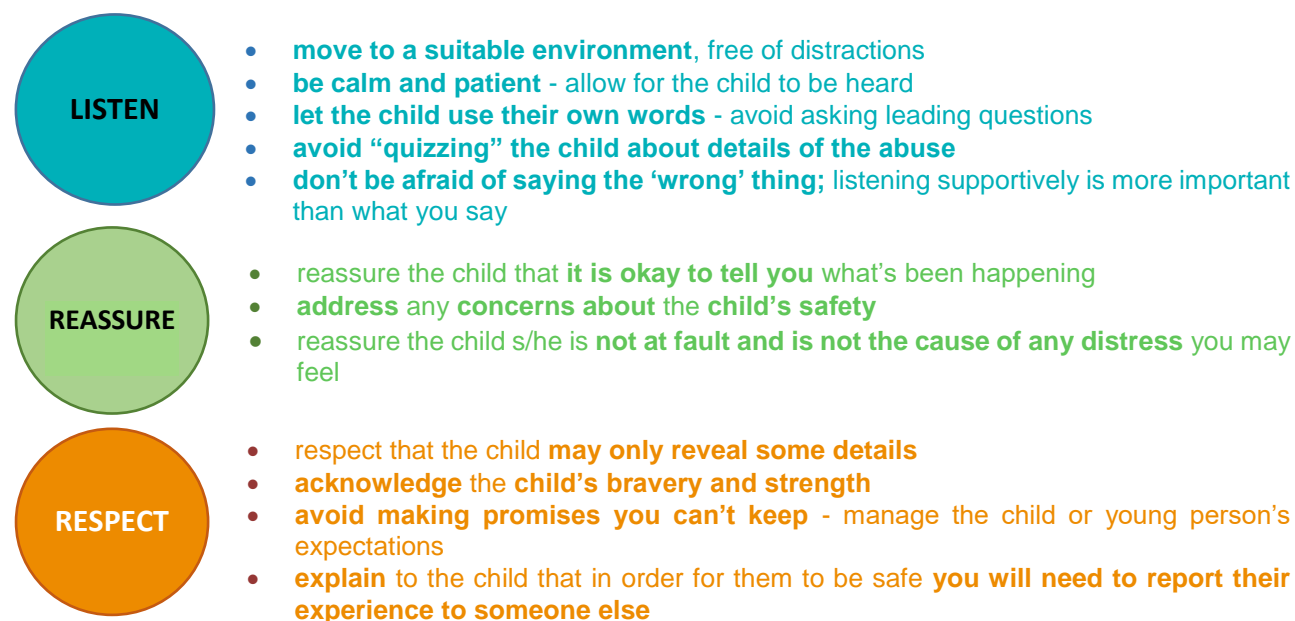 LISTEN
• move to a suitable environment, free of distractions
• be calm and patient - allow for the child to be heard
• let the child use their own words - avoid asking leading questions
• avoid “quizzing” the child about details of the abuse
• don’t be afraid of saying the ‘wrong’ thing; listening supportively is more important
than what you say
REASSURE
• reassure the child that it is okay to tell you what’s been happening
• address any concerns about the child’s safety
• reassure the child s/he is not at fault and is not the cause of any distress you may
feel
RESPECT
• respect that the child may only reveal some details
• acknowledge the child’s bravery and strength
• avoid making promises you can’t keep - manage the child or young person’s
expectations
• explain to the child that in order for them to be safe you will need to report their
experience to someone else